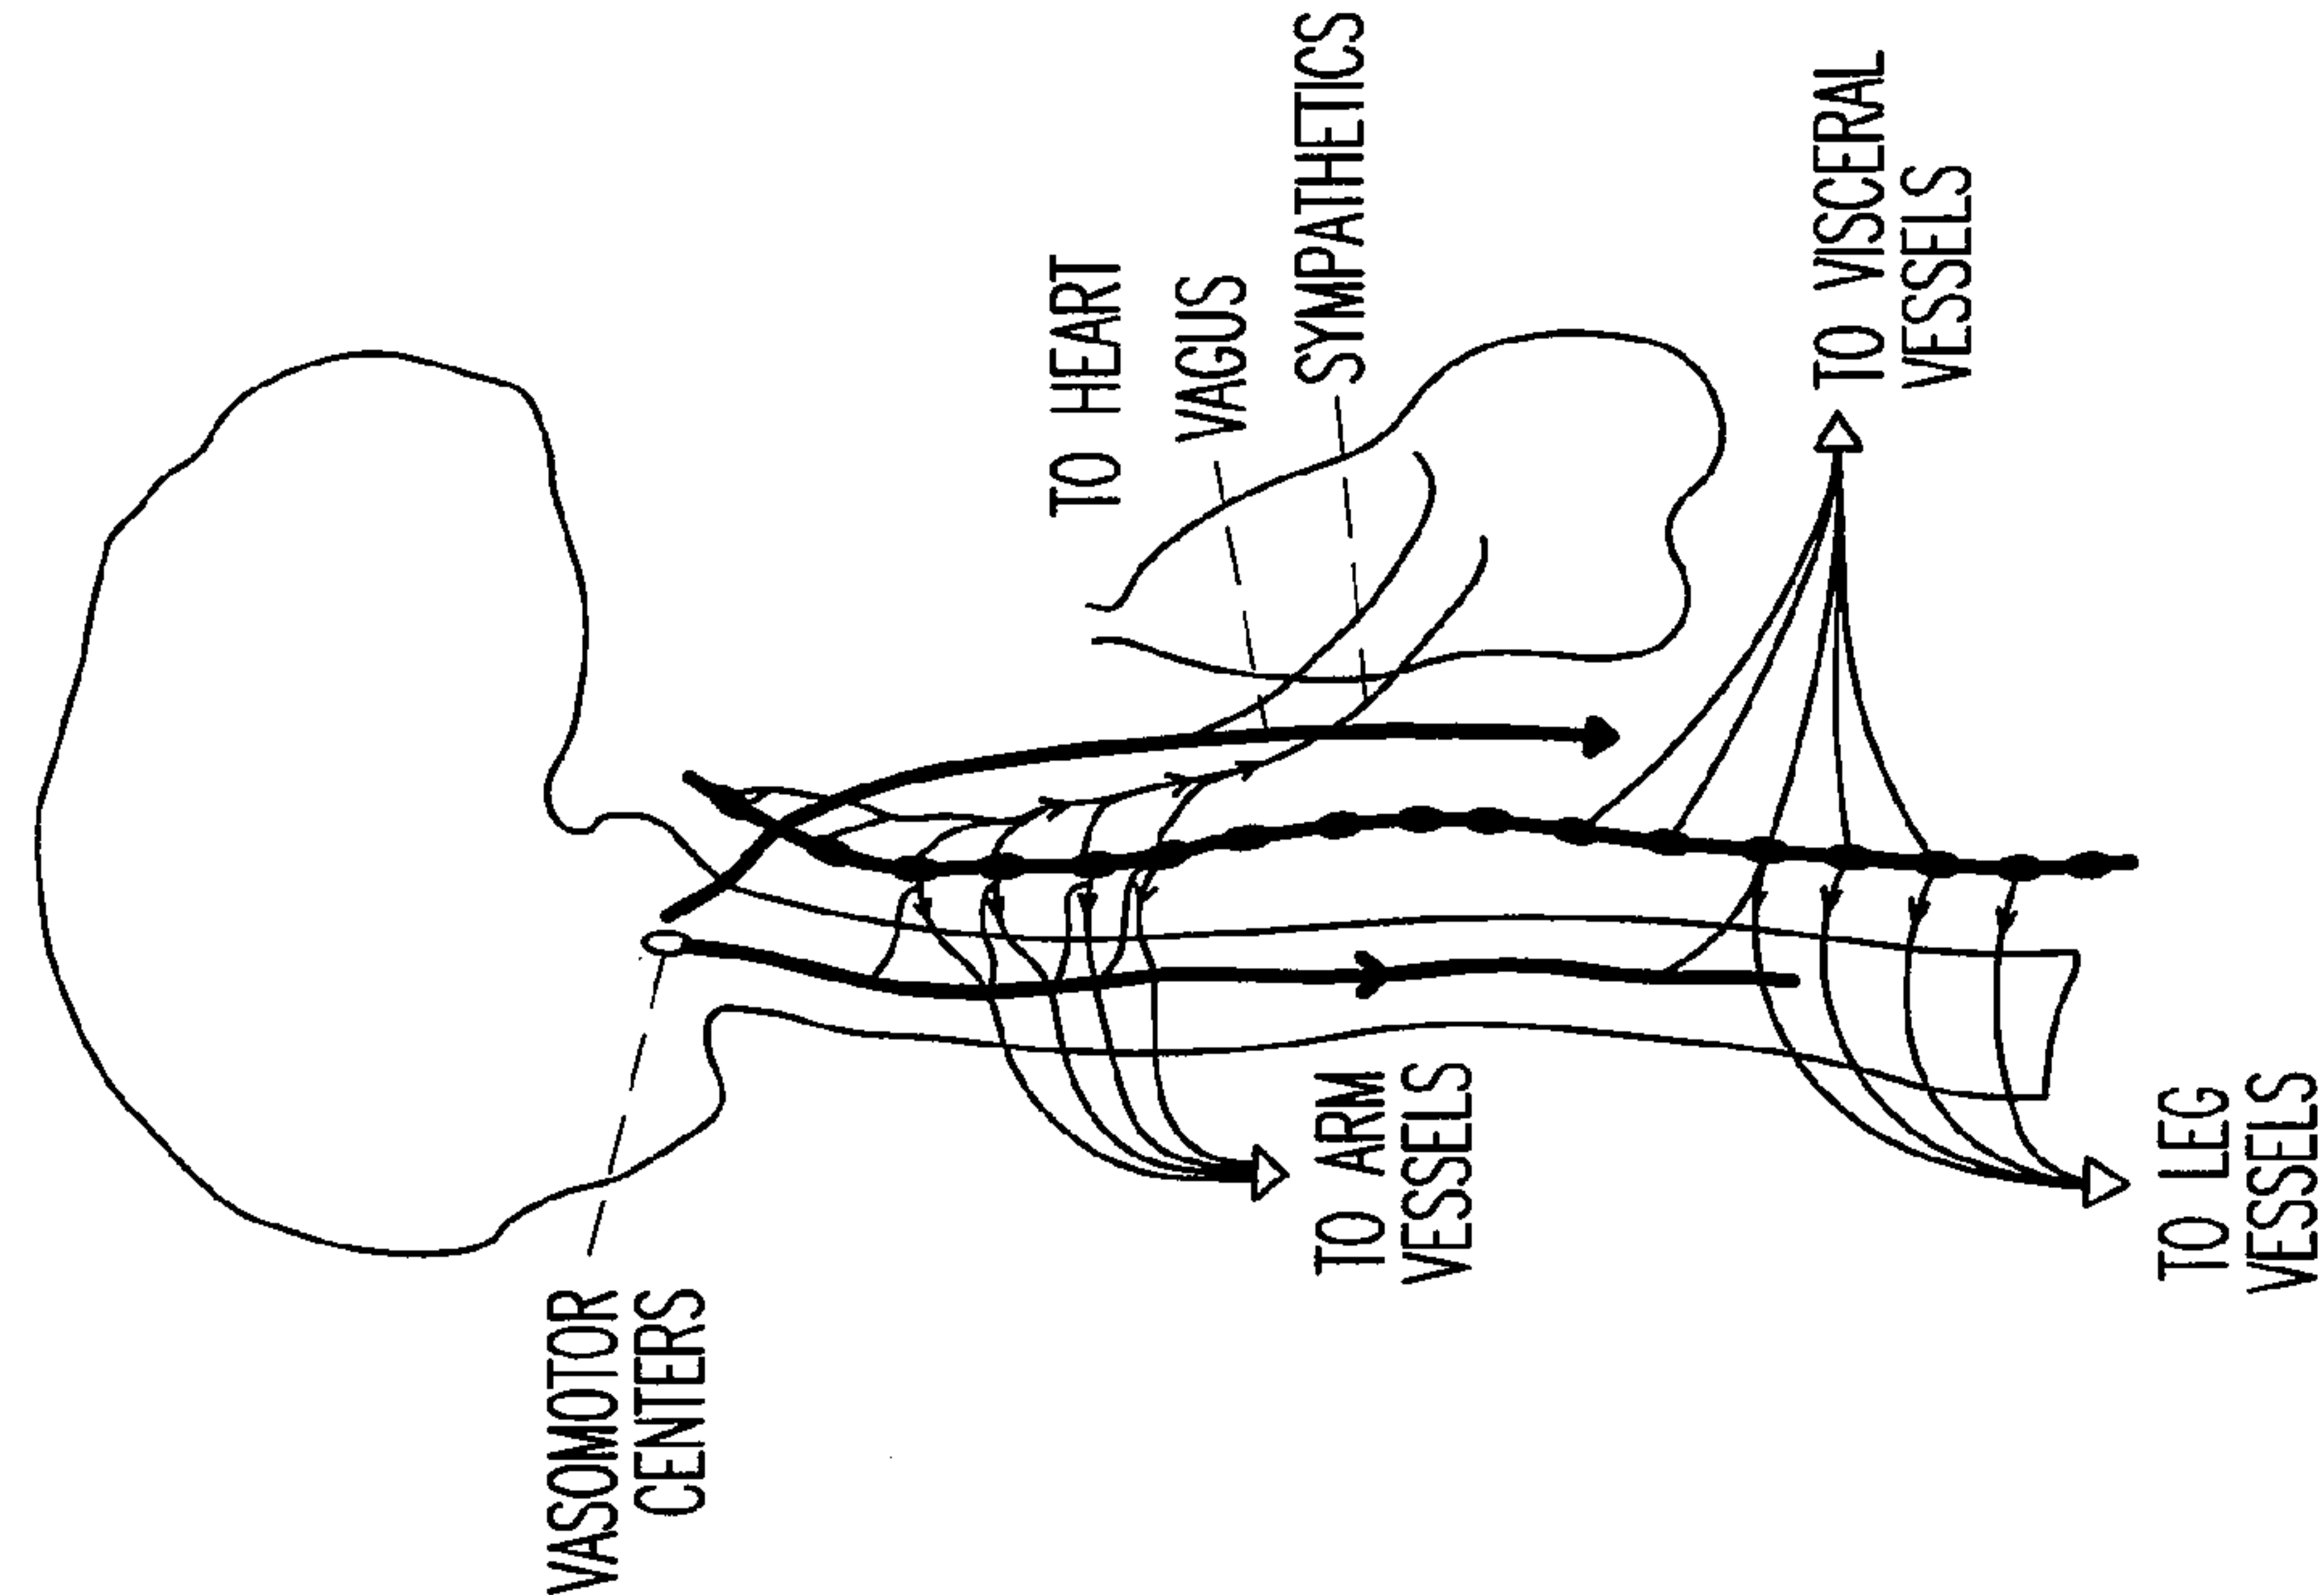 VASOMOTOR
CENTERS
TO HEART
VAGUS
SYMPATHETICS
TO ARM
VESSELS
TO VISCERAL
VESSELS
TO LEG
VESSELS